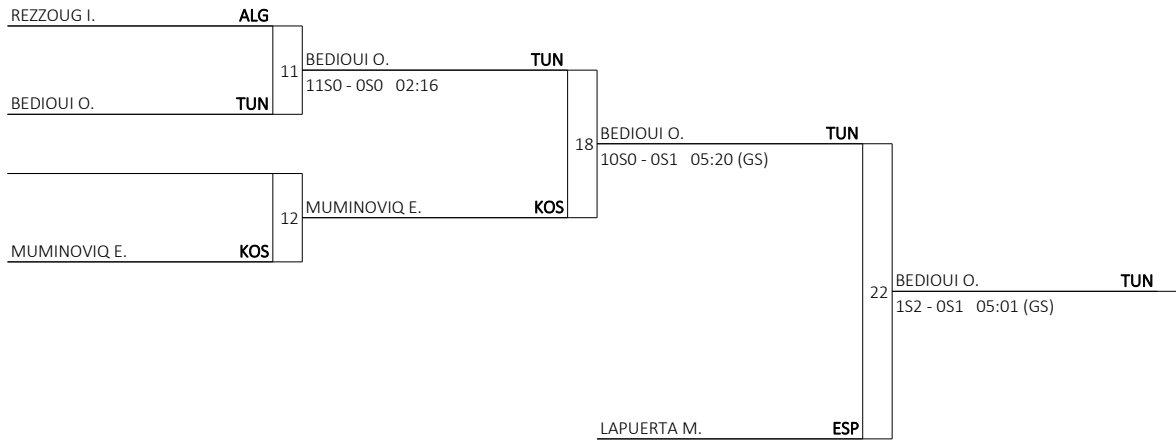 REZZOUG I. ALG
11 BEDIOUI O. TUN
11S0 - 0S0 02:16
BEDIOUI O. TUN
18 BEDIOUI O. TUN
10S0 - 0S1 05:20 (GS)
12 MUMINOVIQ E. KOS
MUMINOVIQ E. KOS
22 BEDIOUI O. TUN
1S2 - 0S1 05:01 (GS)
LAPUERTA M. ESP